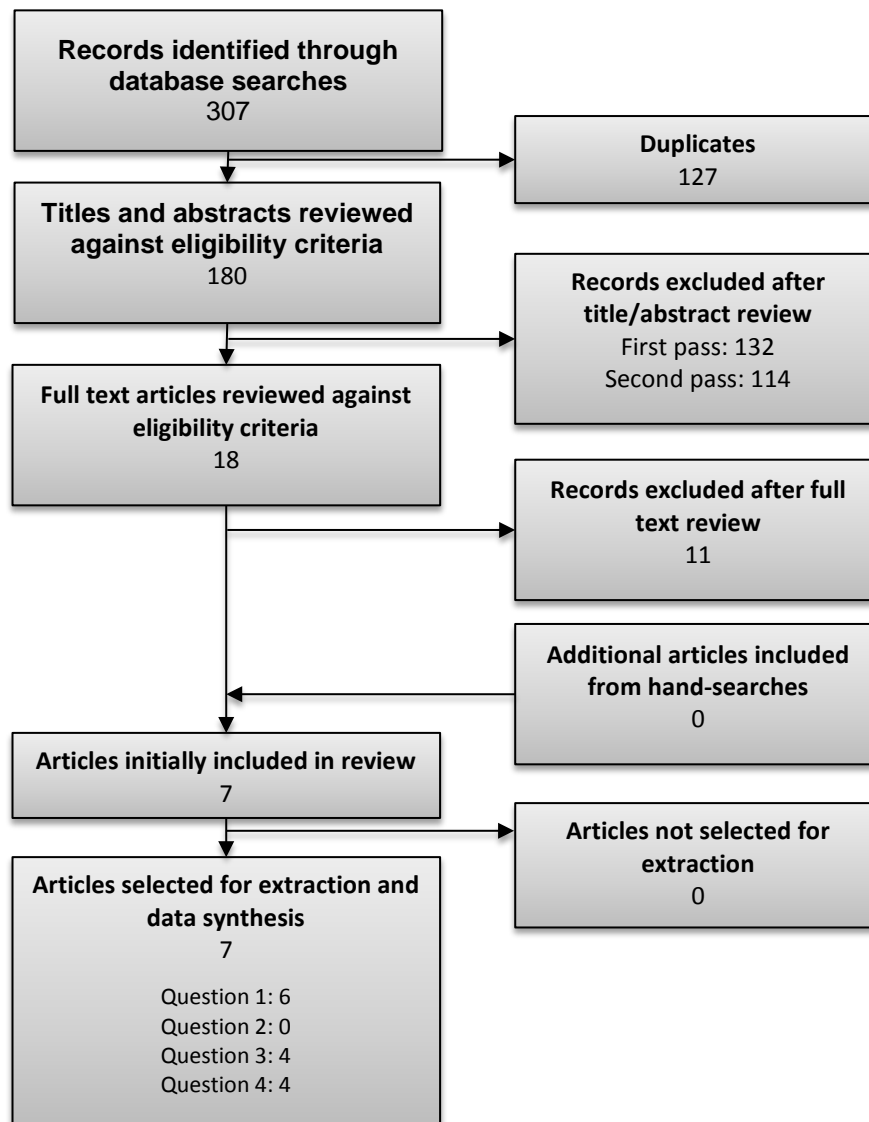 Records identified through
database searches
307
Duplicates
127
Titles and abstracts reviewed
against eligibility criteria
180
Records excluded after
title/abstract review
First pass: 132
Second pass: 114
Full text articles reviewed against
eligibility criteria
18
Records excluded after full
text review
11
Additional articles included
from hand-searches
0
Articles initially included in review
7
Articles not selected for
extraction
0
Articles selected for extraction and
data synthesis
7
Question 1: 6
Question 2: 0
Question 3: 4
Question 4: 4